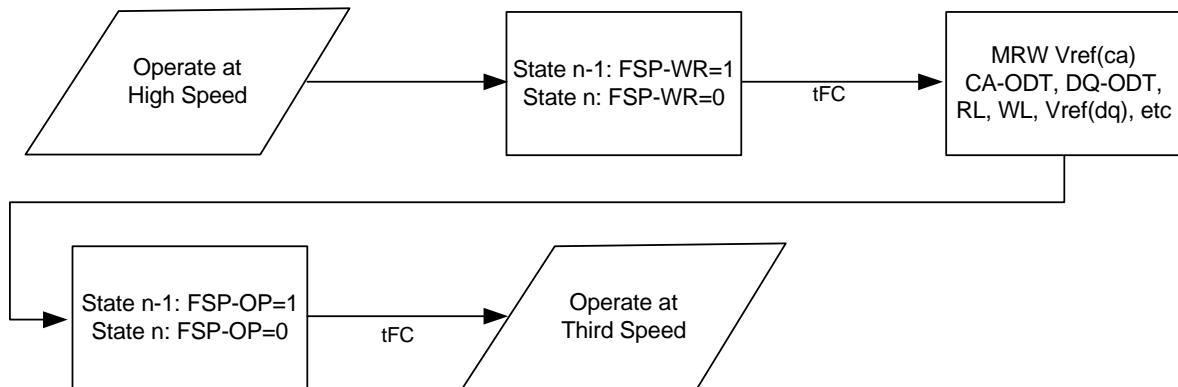 Operate at
High Speed
State n-1: FSP-WR=1
State n: FSP-WR=0
tFC
MRW Vref(ca)
CA-ODT, DQ-ODT,
RL, WL, Vref(dq), etc
State n-1: FSP-OP=1
State n: FSP-OP=0
tFC
Operate at
Third Speed